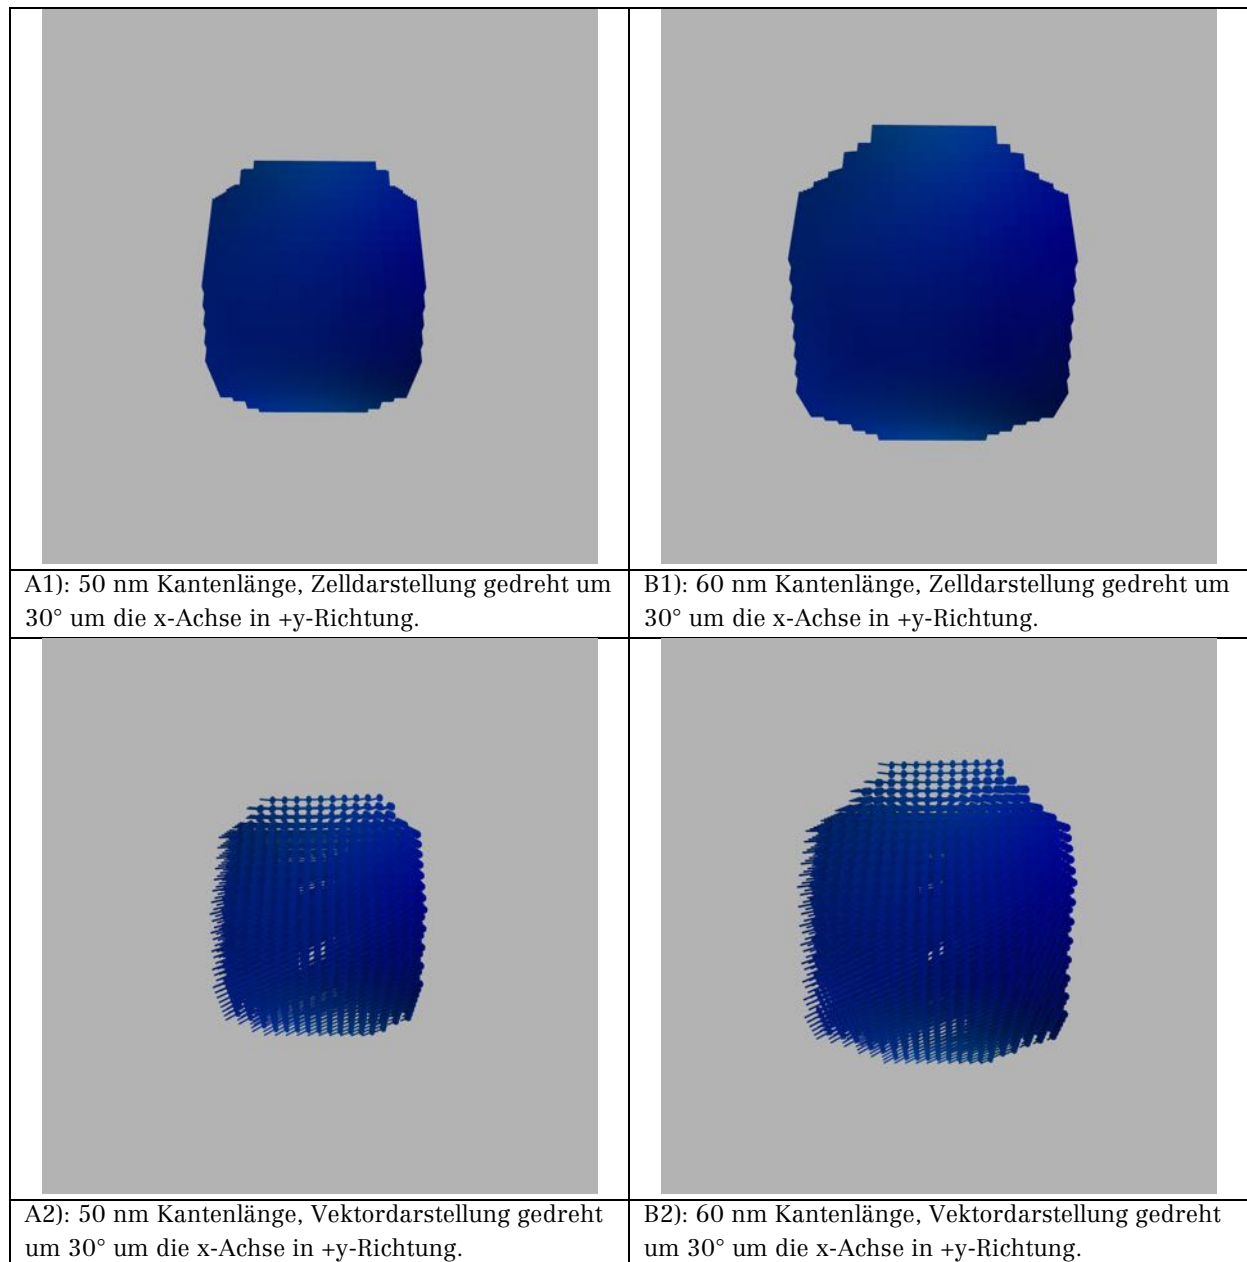 A1): 50 nm Kantenlänge, Zelldarstellung gedreht um
30° um die x-Achse in +y-Richtung.
B1): 60 nm Kantenlänge, Zelldarstellung gedreht um
30° um die x-Achse in +y-Richtung.
A2): 50 nm Kantenlänge, Vektordarstellung gedreht
um 30° um die x-Achse in +y-Richtung.
B2): 60 nm Kantenlänge, Vektordarstellung gedreht
um 30° um die x-Achse in +y-Richtung.